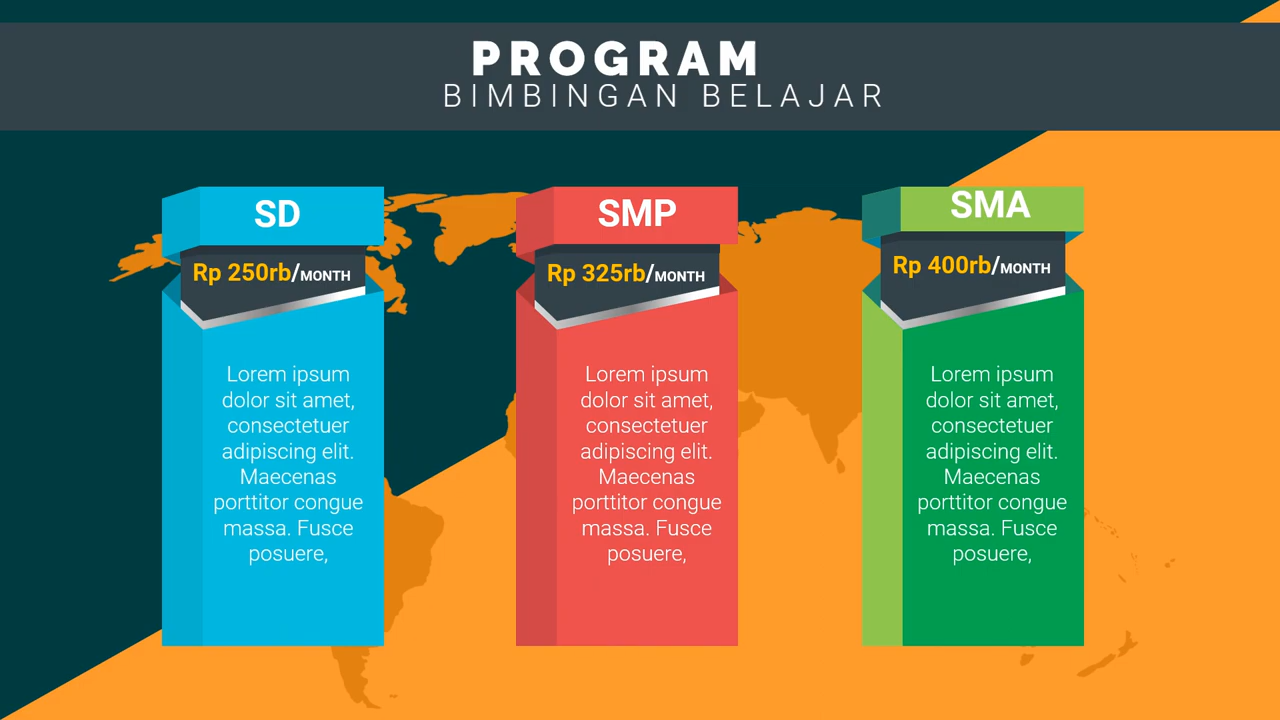 PROGRAM
BIMBINGAN BELAJAR
SD
Rp 250rb/MONTH
Lorem ipsum
dolor sit amet,
consectetuer
adipiscing elit.
Maecenas
porttitor congue
massa. Fusce
posuere,
SMP
Rp 325rb/MONTH
Lorem ipsum
dolor sit amet,
consectetuer
adipiscing elit.
Maecenas
porttitor congue
massa. Fusce
posuere,
SMA
Rp 400rb/MONTH
Lorem ipsum
dolor sit amet,
consectetuer
adipiscing elit.
Maecenas
porttitor congue
massa. Fusce
posuere,